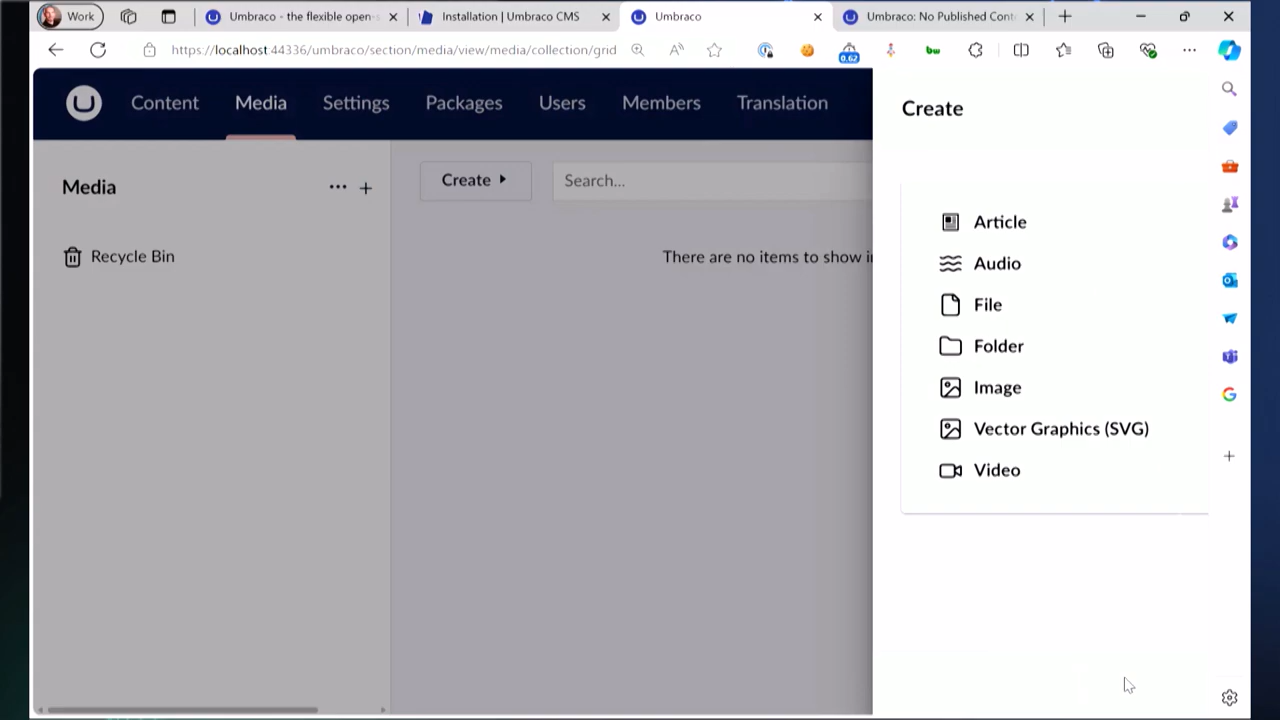 Work
Umbraco - the flexible open-s
Installation | Umbraco CMS
Umbraco
Umbraco: No Published Cont
https://localhost:44336/umbraco/section/media/view/media/collection/grid
0.62
bw
Content
Media
Settings
Packages
Users
Members
Translation
Create
Media
Create
Search...
Recycle Bin
There are no items to show i
Article
Audio
File
Folder
Image
Vector Graphics (SVG)
Video